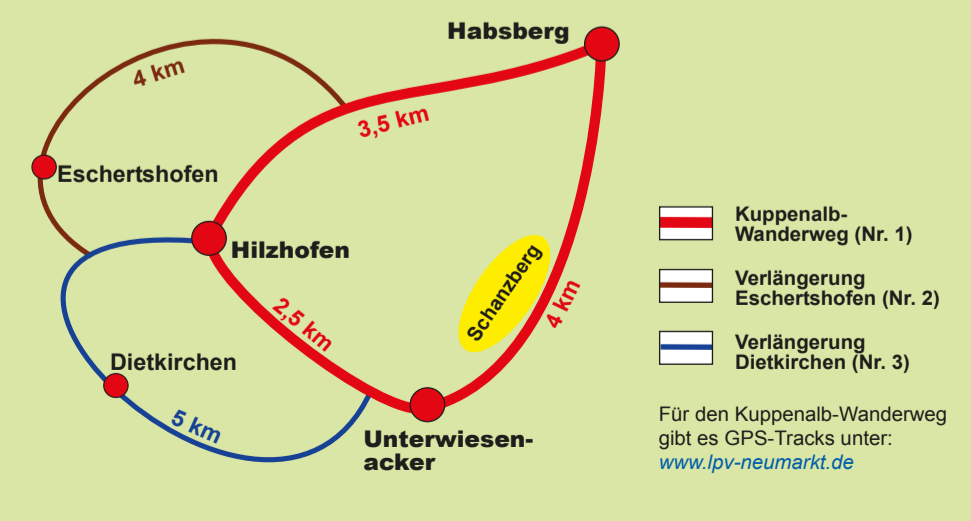 Habsberg
4 km
3,5 km
Eschertshofen
Hilzhofen
Schanzberg
4 km
2,5 km
Dietkirchen
5 km
Unterwiesen-
acker
Kuppenalb-
Wanderweg (Nr. 1)
Verlängerung
Eschertshofen (Nr. 2)
Verlängerung
Dietkirchen (Nr. 3)
Für den Kuppenalb-Wanderweg
gibt es GPS-Tracks unter:
www.lpv-neumarkt.de